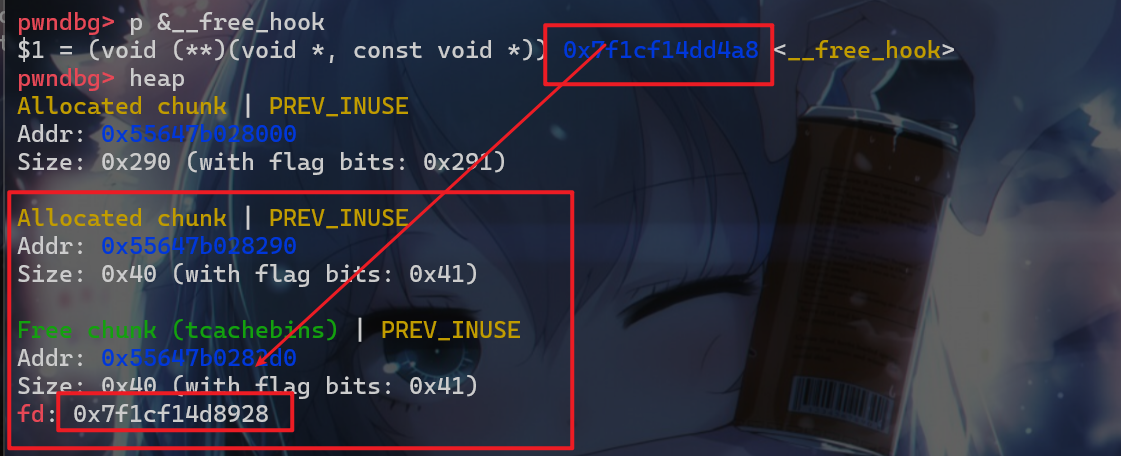 pwndbg> p &__free_hook
$1 = (void (**)(void *, const void *)) 0x7f1cf14dd4a8 <__free_hook>
pwndbg> heap
Allocated chunk | PREV_INUSE
Addr: 0x55647b028000
Size: 0x290 (with flag bits: 0x291)
Allocated chunk | PREV_INUSE
Addr: 0x55647b028290
Size: 0x40 (with flag bits: 0x41)
Free chunk (tcachebins) | PREV_INUSE
Addr: 0x55647b0282d0
Size: 0x40 (with flag bits: 0x41)
fd: 0x7f1cf14d8928